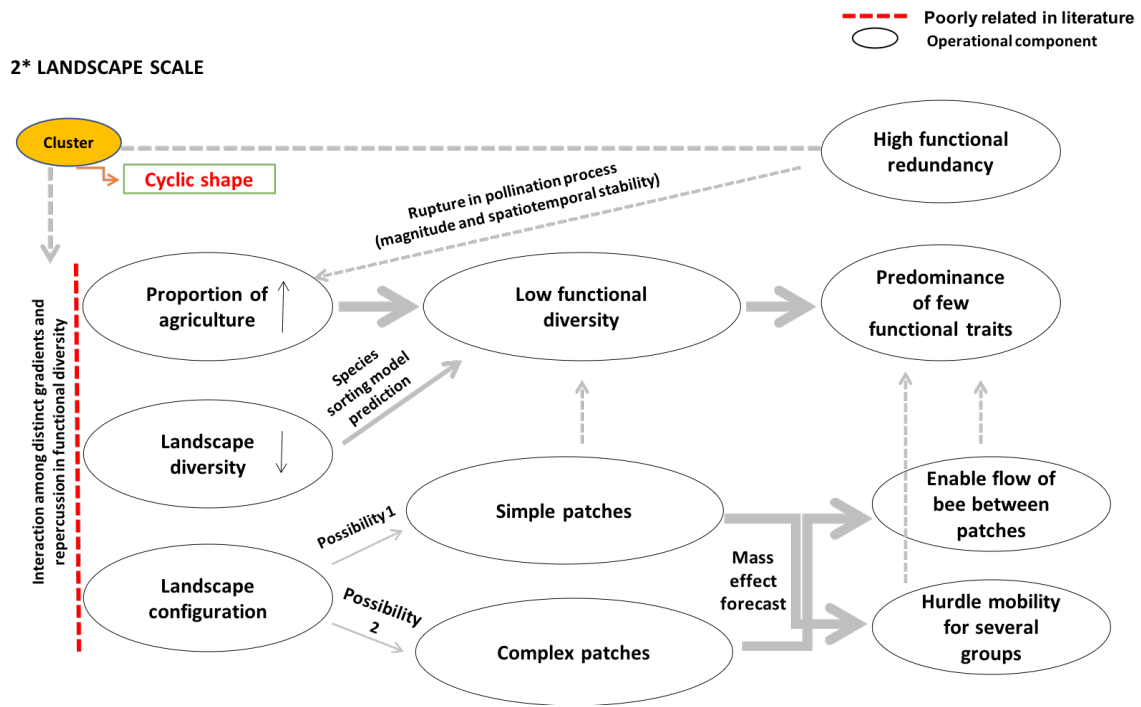 Poorly related in literature
Operational component
2* LANDSCAPE SCALE
Cluster
Cyclic shape
High functional
redundancy
Rupture in pollination process
(magnitude and spatiotemporal stability)
Interaction among distinct gradients and
repercussion in functional diversity
Proportion of
agriculture
Low functional
diversity
Predominance
of few
functional traits
Species
sorting model
prediction
Landscape
diversity
Simple patches
Enable flow of
bee between
patches
Possibility 1
Mass
effect
forecast
Landscape
configuration
Possibility
2
Complex patches
Hurdle mobility
for several
groups